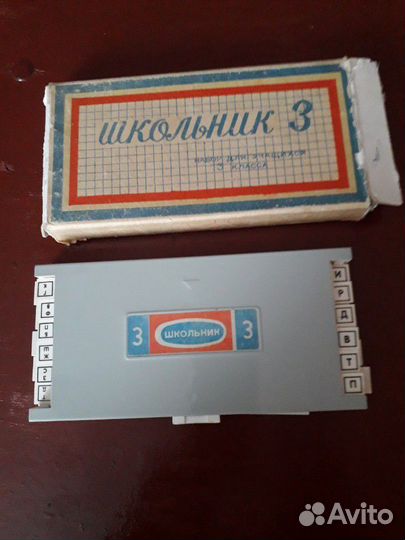 ШКОЛЬНИК 3
НАБОР ДЛЯ УЧАЩИХСЯ
3 КЛАССА
3 ШКОЛЬНИК 3
И
Р
Д
В
Т
П
Avito